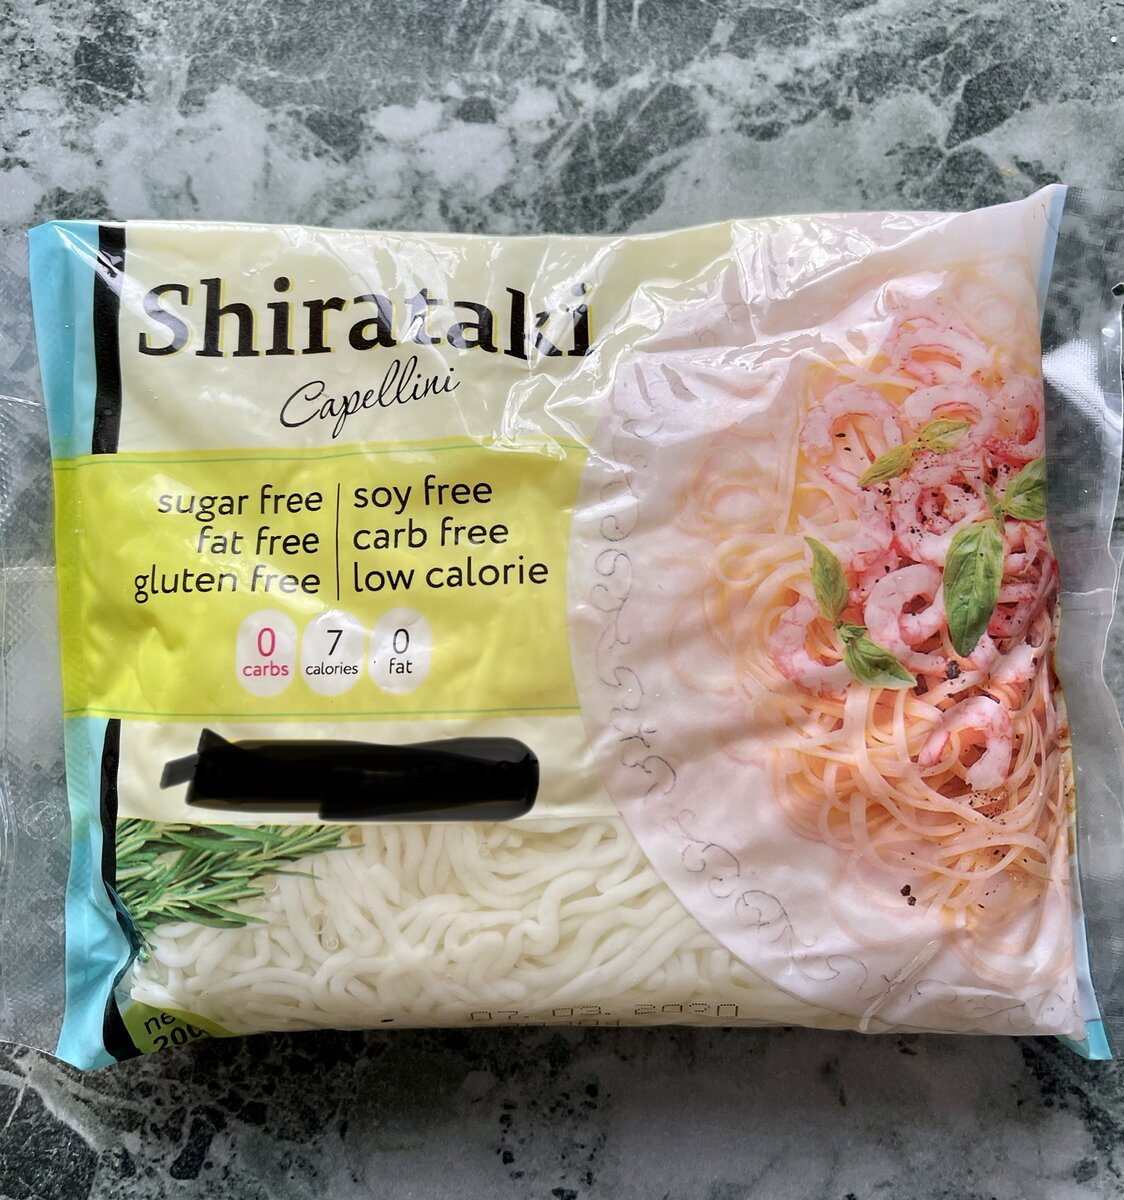 Shirataki
Capellini
sugar free
fat free
gluten free
soy free
carb free
low calorie
0
carbs
7
calories
0
fat